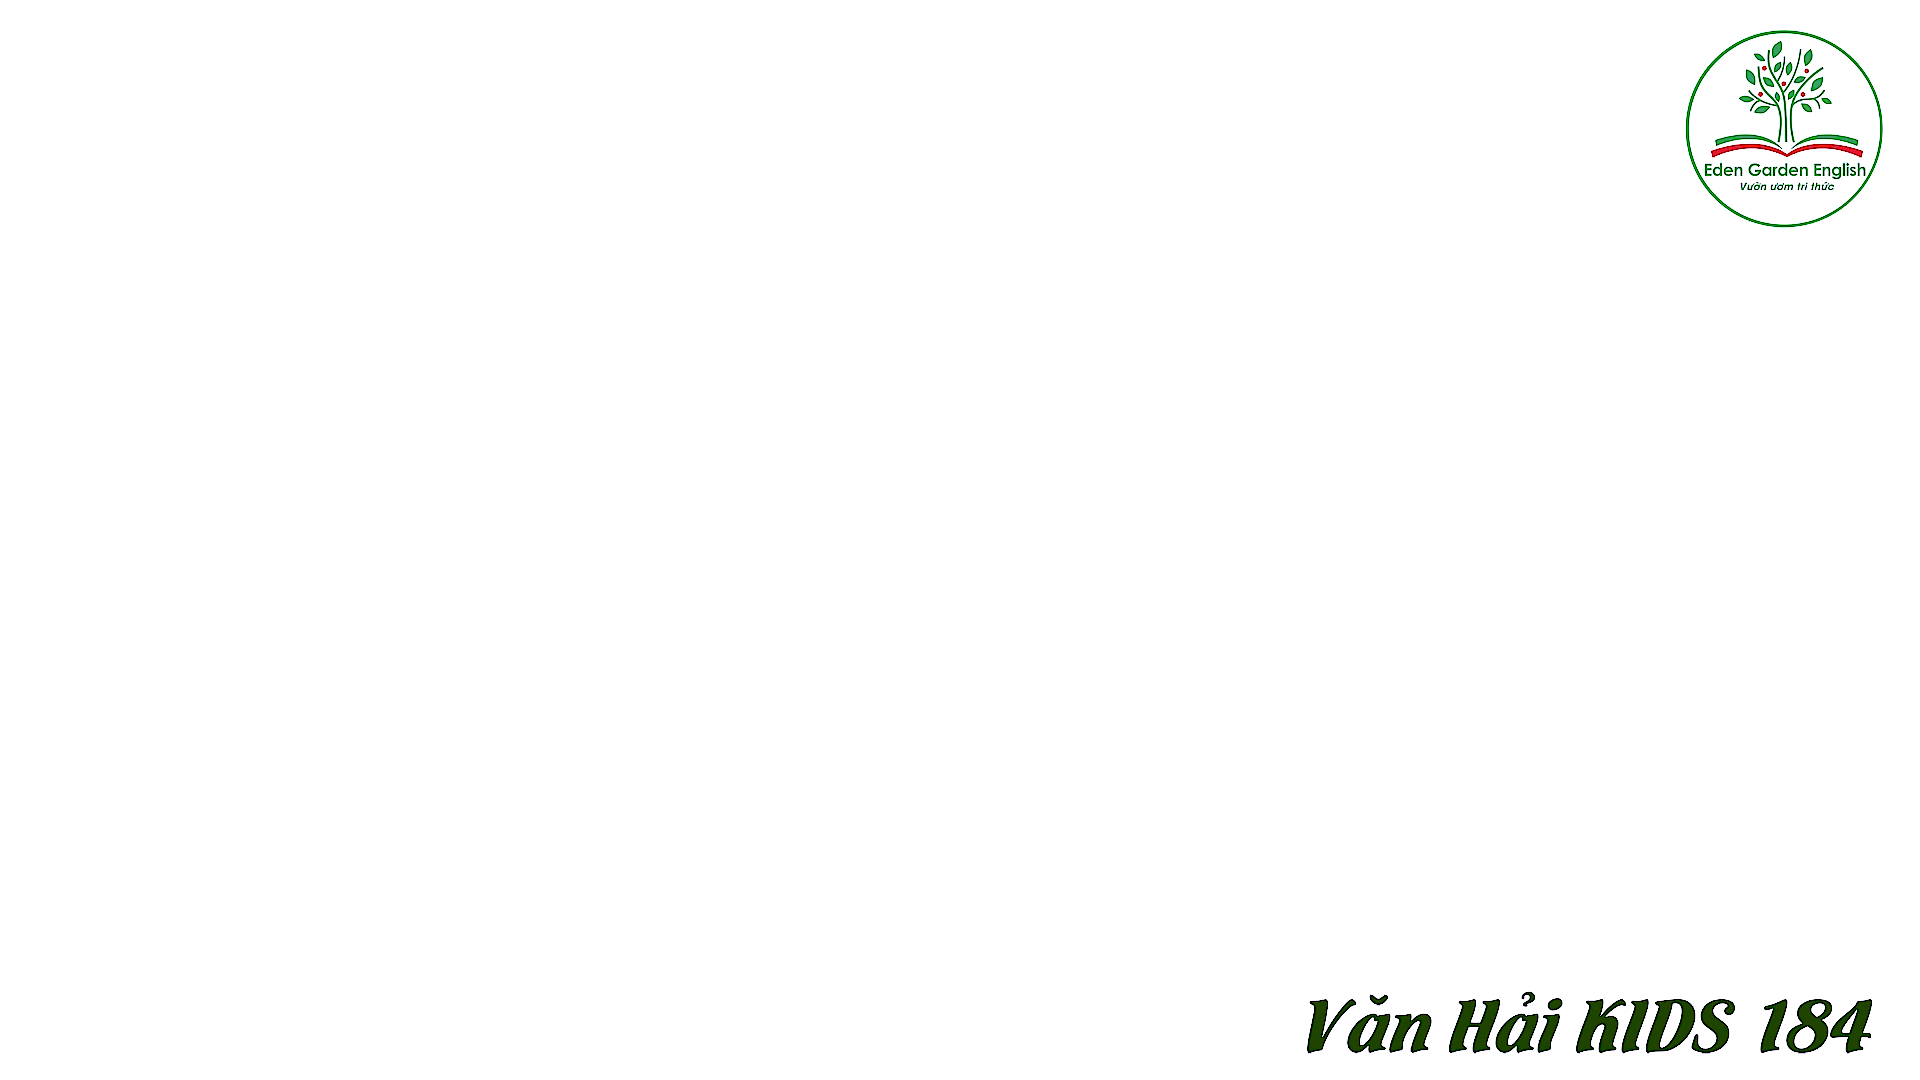 Eden Garden English
Vườn ươm tri thức
Văn Hải KIDS 184